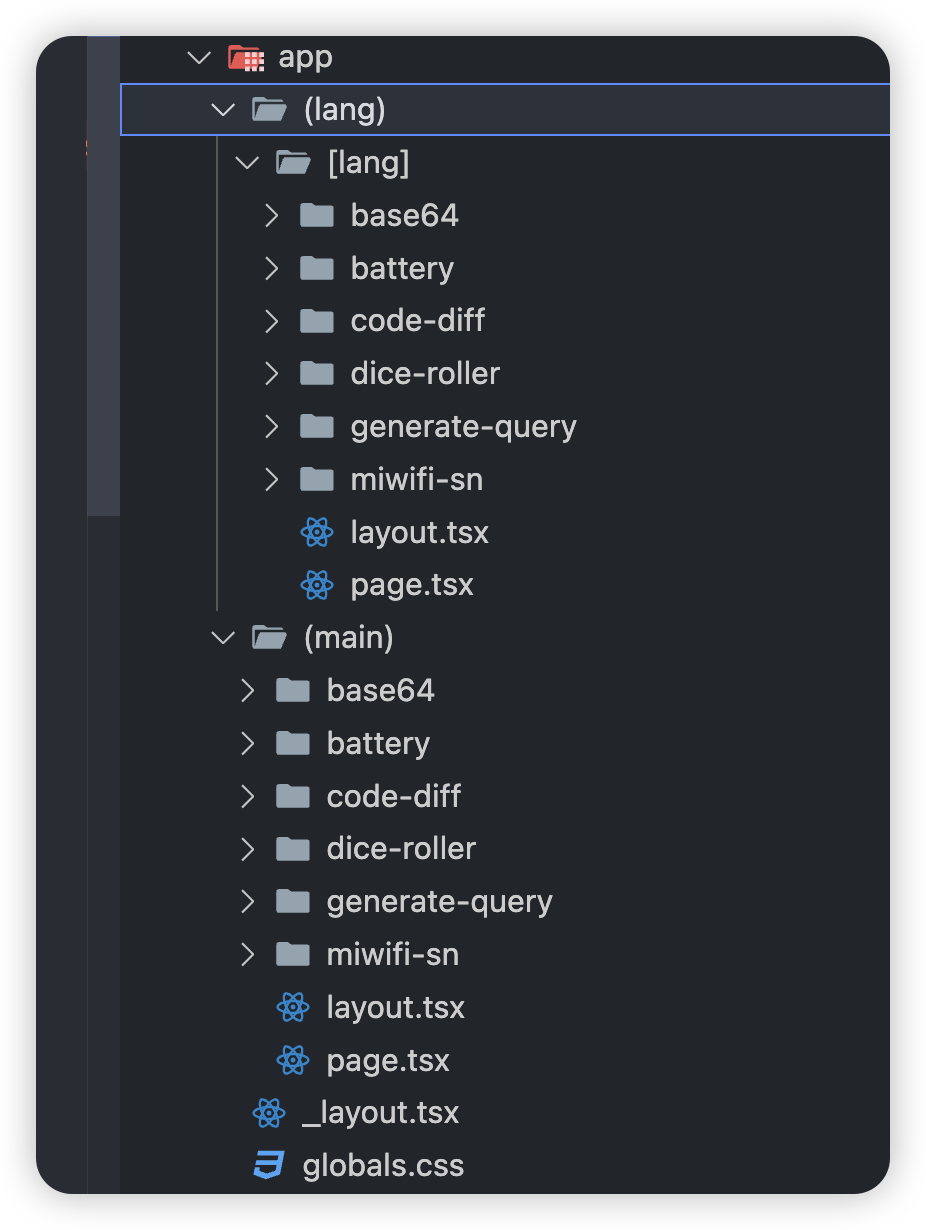 app
(lang)
[lang]
base64
battery
code-diff
dice-roller
generate-query
miwifi-sn
layout.tsx
page.tsx
(main)
base64
battery
code-diff
dice-roller
generate-query
miwifi-sn
layout.tsx
page.tsx
_layout.tsx
globals.css